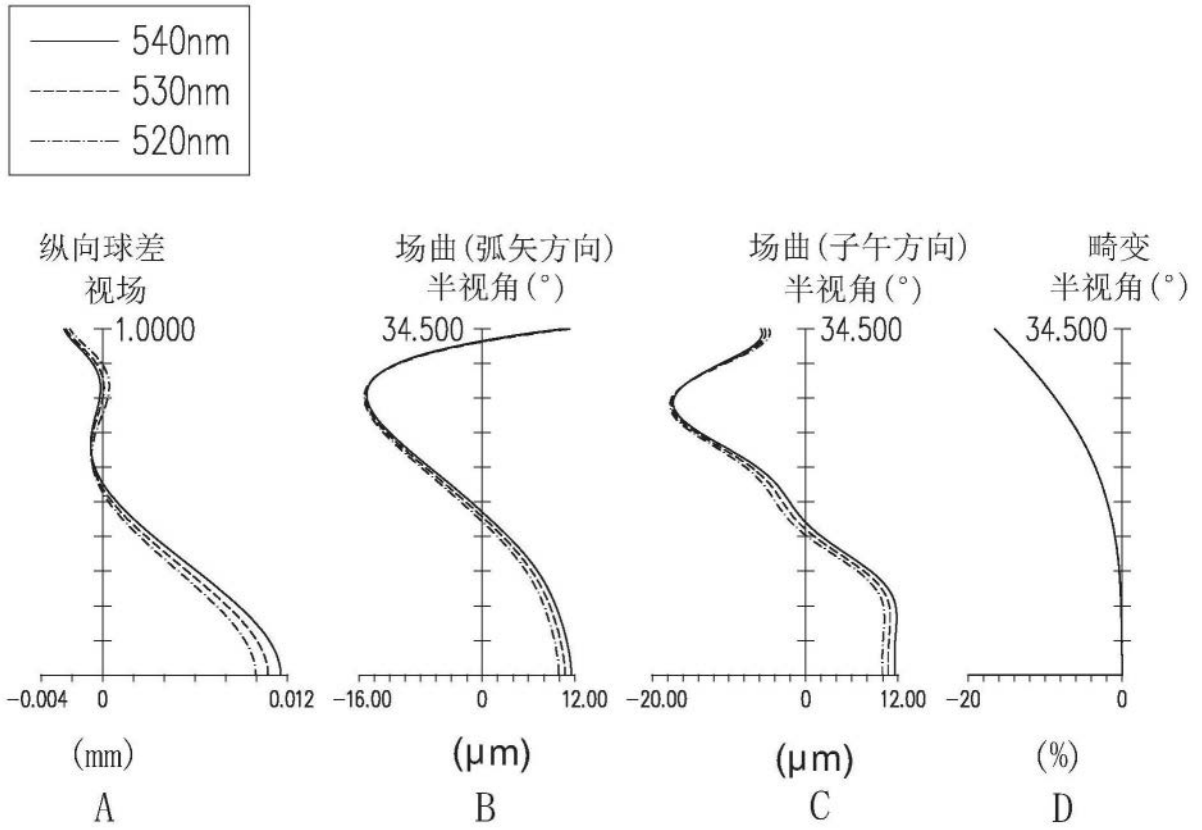 540nm
530nm
520nm
纵向球差 场曲(弧矢方向) 场曲(子午方向) 畸变
视场 半视角(°) 半视角(°) 半视角(°)
1.0000 34.500 34.500 34.500
-0.004 0 0.012 -16.00 0 12.00 -20.00 0 12.00 -20 0
(mm) (μm) (μm) (%)
A B C D